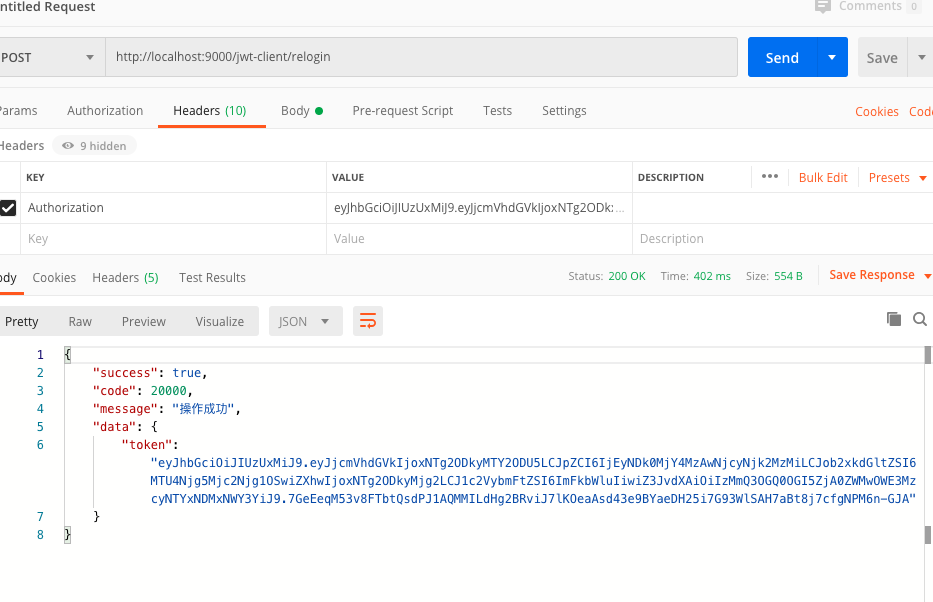 ntitled Request
Comments 0
POST
http://localhost:9000/jwt-client/relogin
Send
Save
Params
Authorization
Headers (10)
Body
Pre-request Script
Tests
Settings
Cookies
Code
Headers
9 hidden
KEY
VALUE
DESCRIPTION
•••
Bulk Edit
Presets
Authorization
eyJhbGciOiJIUzUxMiJ9.eyJjcmVhdGVkIjoxNTg2ODk...
Key
Value
Description
ody
Cookies
Headers (5)
Test Results
Status: 200 OK
Time: 402 ms
Size: 554 B
Save Response
Pretty
Raw
Preview
Visualize
JSON
1 {
2 "success": true,
3 "code": 20000,
4 "message": "操作成功",
5 "data": {
6 "token":
"eyJhbGciOiJIUzUxMiJ9.eyJjcmVhdGVkIjoxNTg2ODkyMTY2ODU5LCJpZCI6IjEyNDk0MjY4MzAwNjcyNjk2MzMiLCJob2xkdGltZSI6
MTU4Njg5Mjc2Njg1OSwiZXhwIjoxNTg2ODkyMjg2LCJ1c2VybmFtZSI6ImFkbWluIiwiZ3JvdXAiOiIzMmQ3OGQ0OGI5ZjA0ZWMwOWE3Mz
cyNTYxNDMxNWY3YiJ9.7GeEeqM53v8FTbtQsdPJ1AQMMILdHg2BRviJ7lKOeaAsd43e9BYaeDH25i7G93WlSAH7aBt8j7cfgNPM6n-GJA"
7 }
8 }